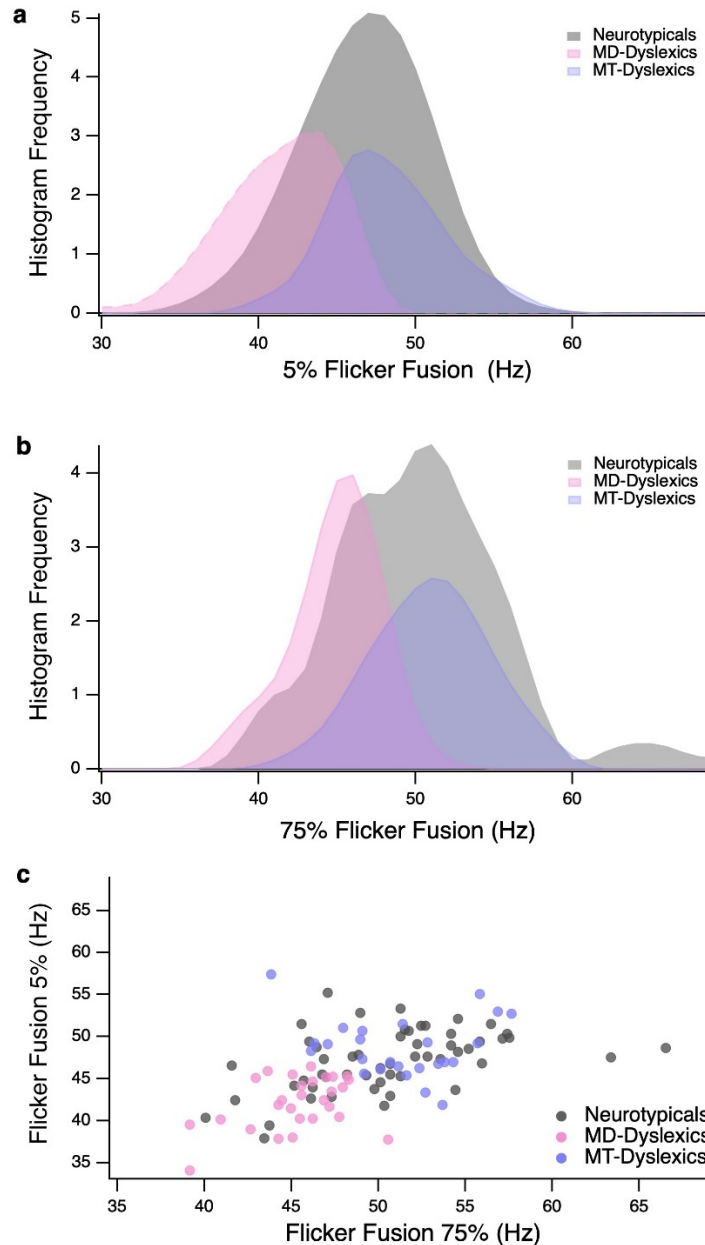 a
Histogram Frequency
5
4
3
2
1
0
30 40 50 60
5% Flicker Fusion (Hz)
Neurotypicals
MD-Dyslexics
MT-Dyslexics
b
Histogram Frequency
4
3
2
1
0
30 40 50 60
75% Flicker Fusion (Hz)
Neurotypicals
MD-Dyslexics
MT-Dyslexics
c
Flicker Fusion 5% (Hz)
65
60
55
50
45
40
35
35 40 45 50 55 60 65
Flicker Fusion 75% (Hz)
Neurotypicals
MD-Dyslexics
MT-Dyslexics